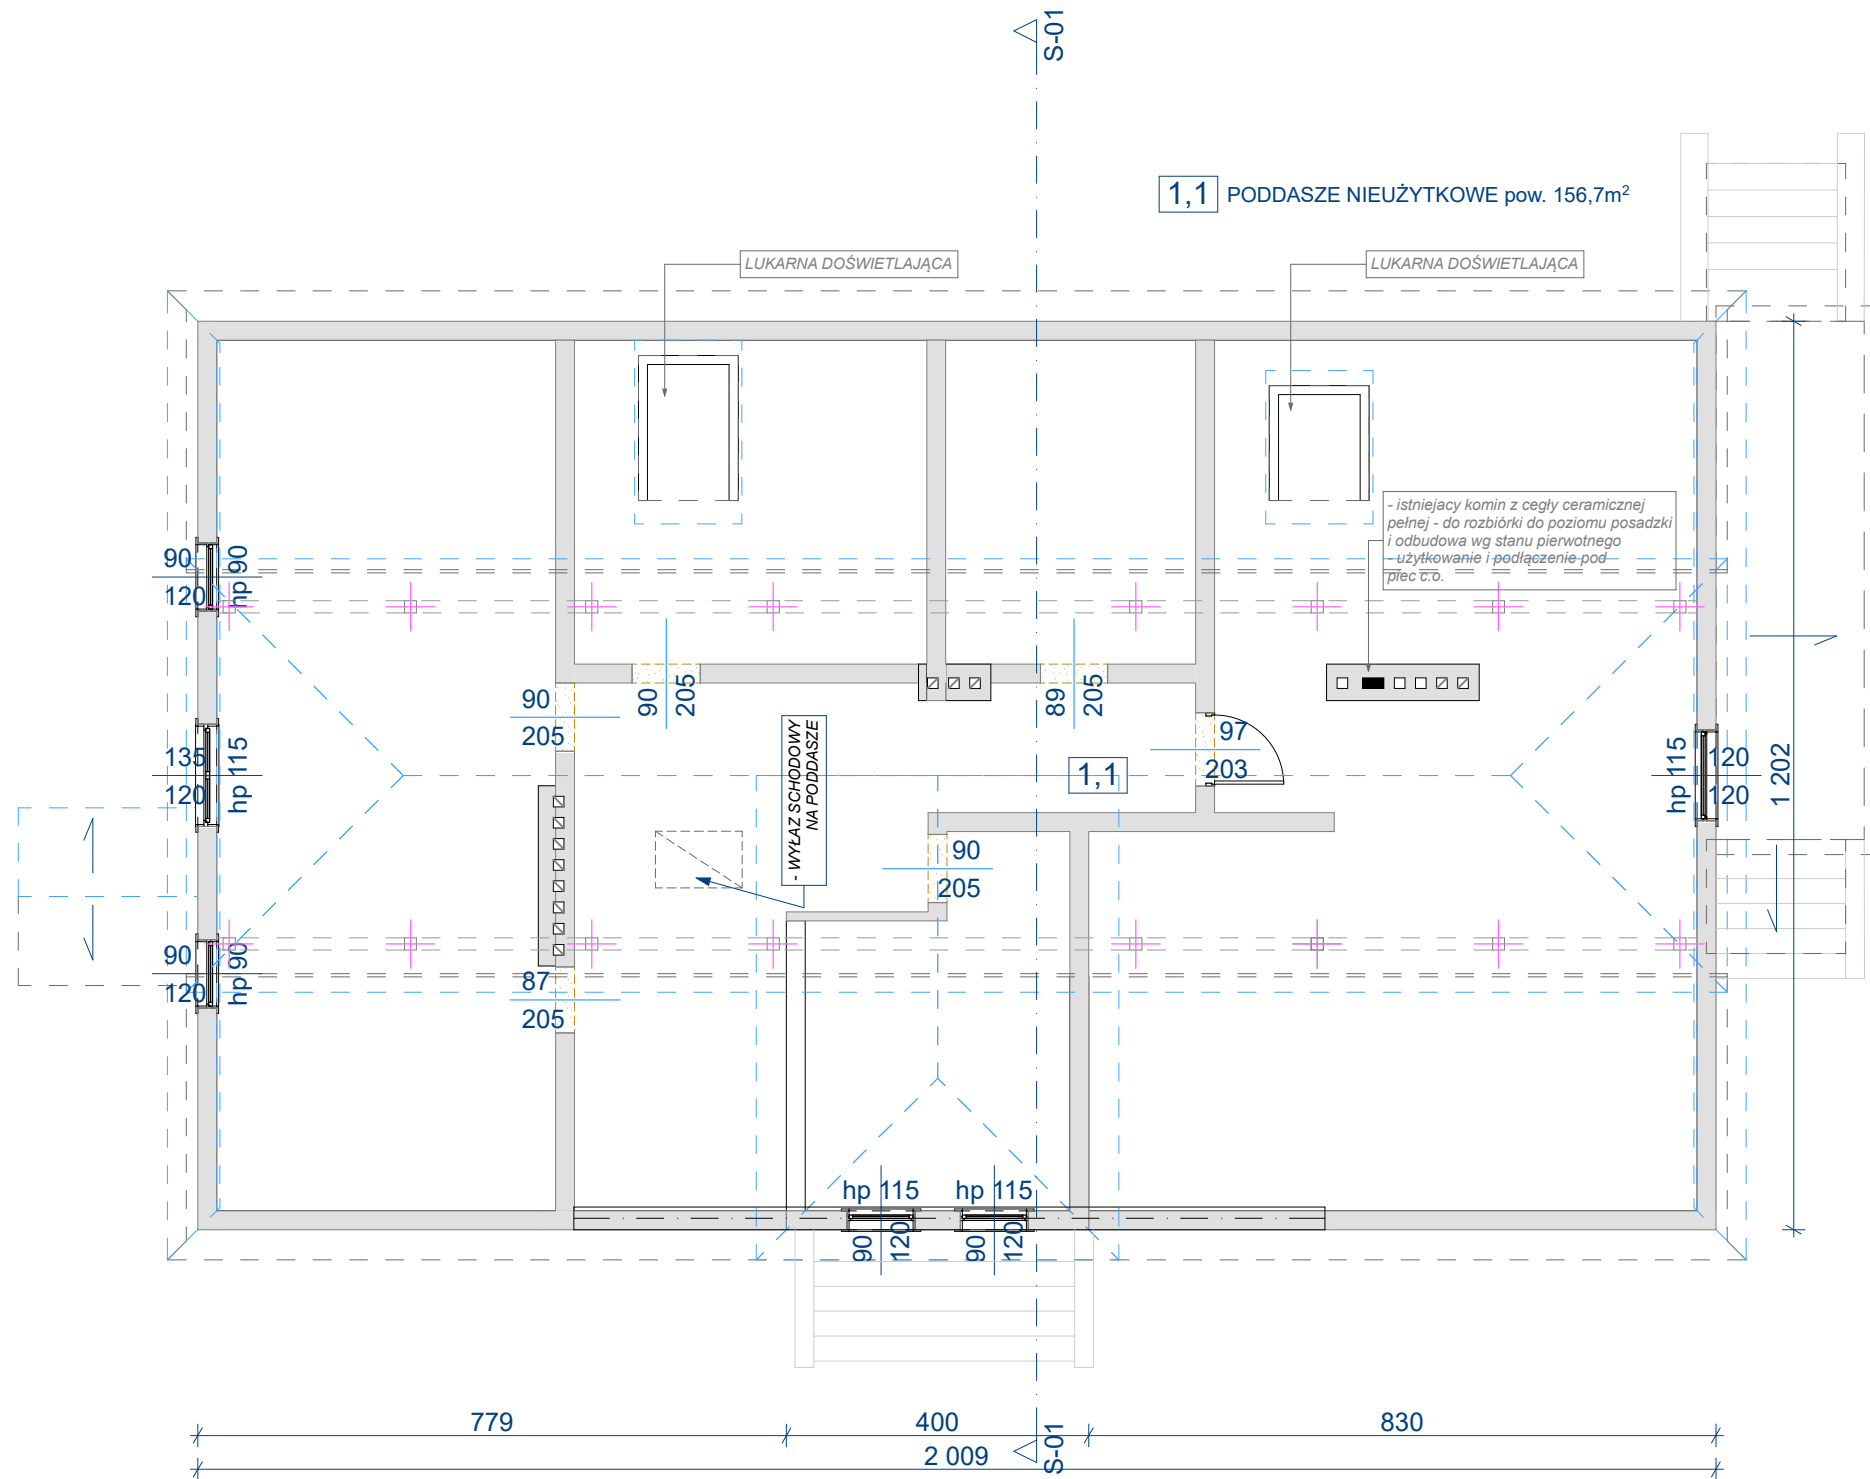 S-01
1,1 PODDASZE NIEUŻYTKOWE pow. 156,7m²
LUKARNA DOŚWIETLAJĄCA
LUKARNA DOŚWIETLAJĄCA
- istniejacy komin z cegły ceramicznej
pełnej - do rozbiórki do poziomu posadzki
i odbudowa wg stanu pierwotnego
- użytkowanie i podłączenie pod
piec c.o.
90
120
hp 90
90
205
90
205
89
205
97
203
135
120
hp 115
- WYŁAZ SCHODOWY
NA PODDASZE
1,1
hp 115
120
120
1 202
90
205
90
120
hp 90
87
205
hp 115
hp 115
90
120
90
120
779
400
830
2 009
S-01